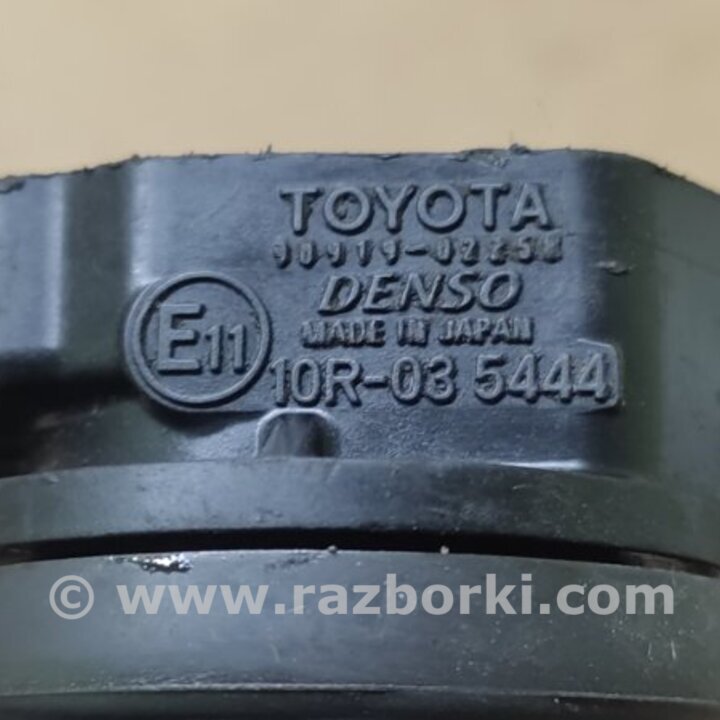 TOYOTA
DENSO
MADE IN JAPAN
E11
10R-03 5444
© www.razborki.com